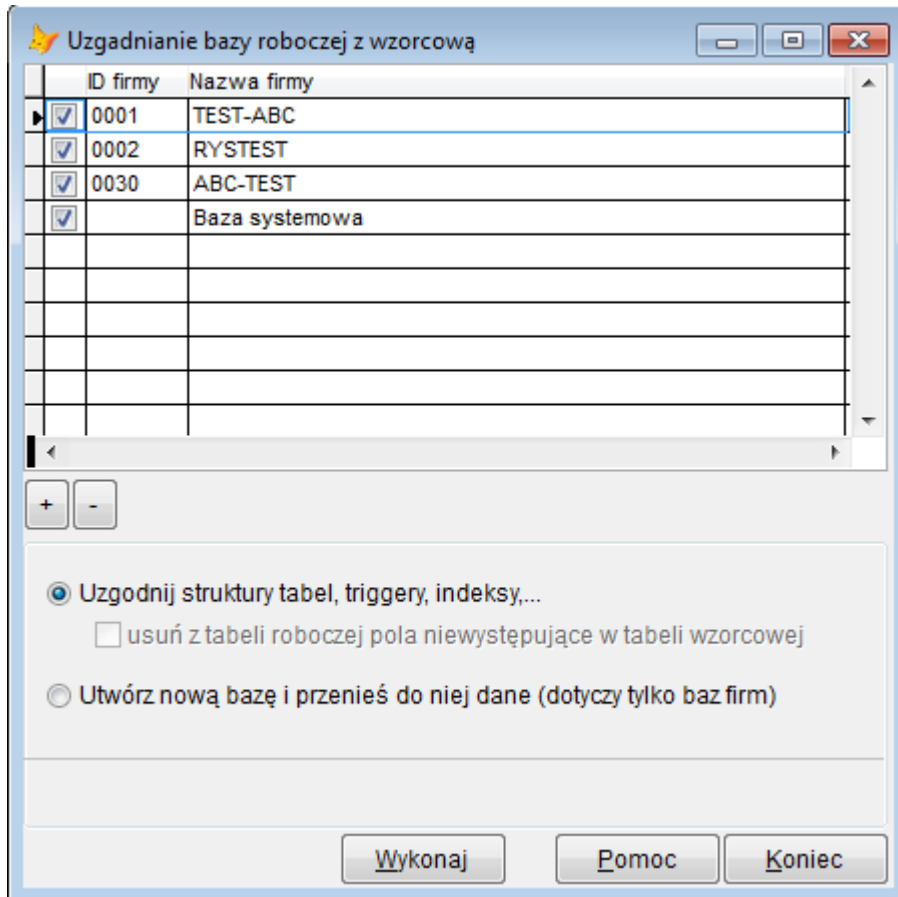 Uzgadnianie bazy roboczej z wzorcową
ID firmy Nazwa firmy
0001 TEST-ABC
0002 RYSTEST
0030 ABC-TEST
Baza systemowa
+ -
Uzgodnij struktury tabel, triggery, indeksy,...
usuń z tabeli roboczej pola niewystępujące w tabeli wzorcowej
Utwórz nową bazę i przenieś do niej dane (dotyczy tylko baz firm)
Wykonaj Pomoc Koniec